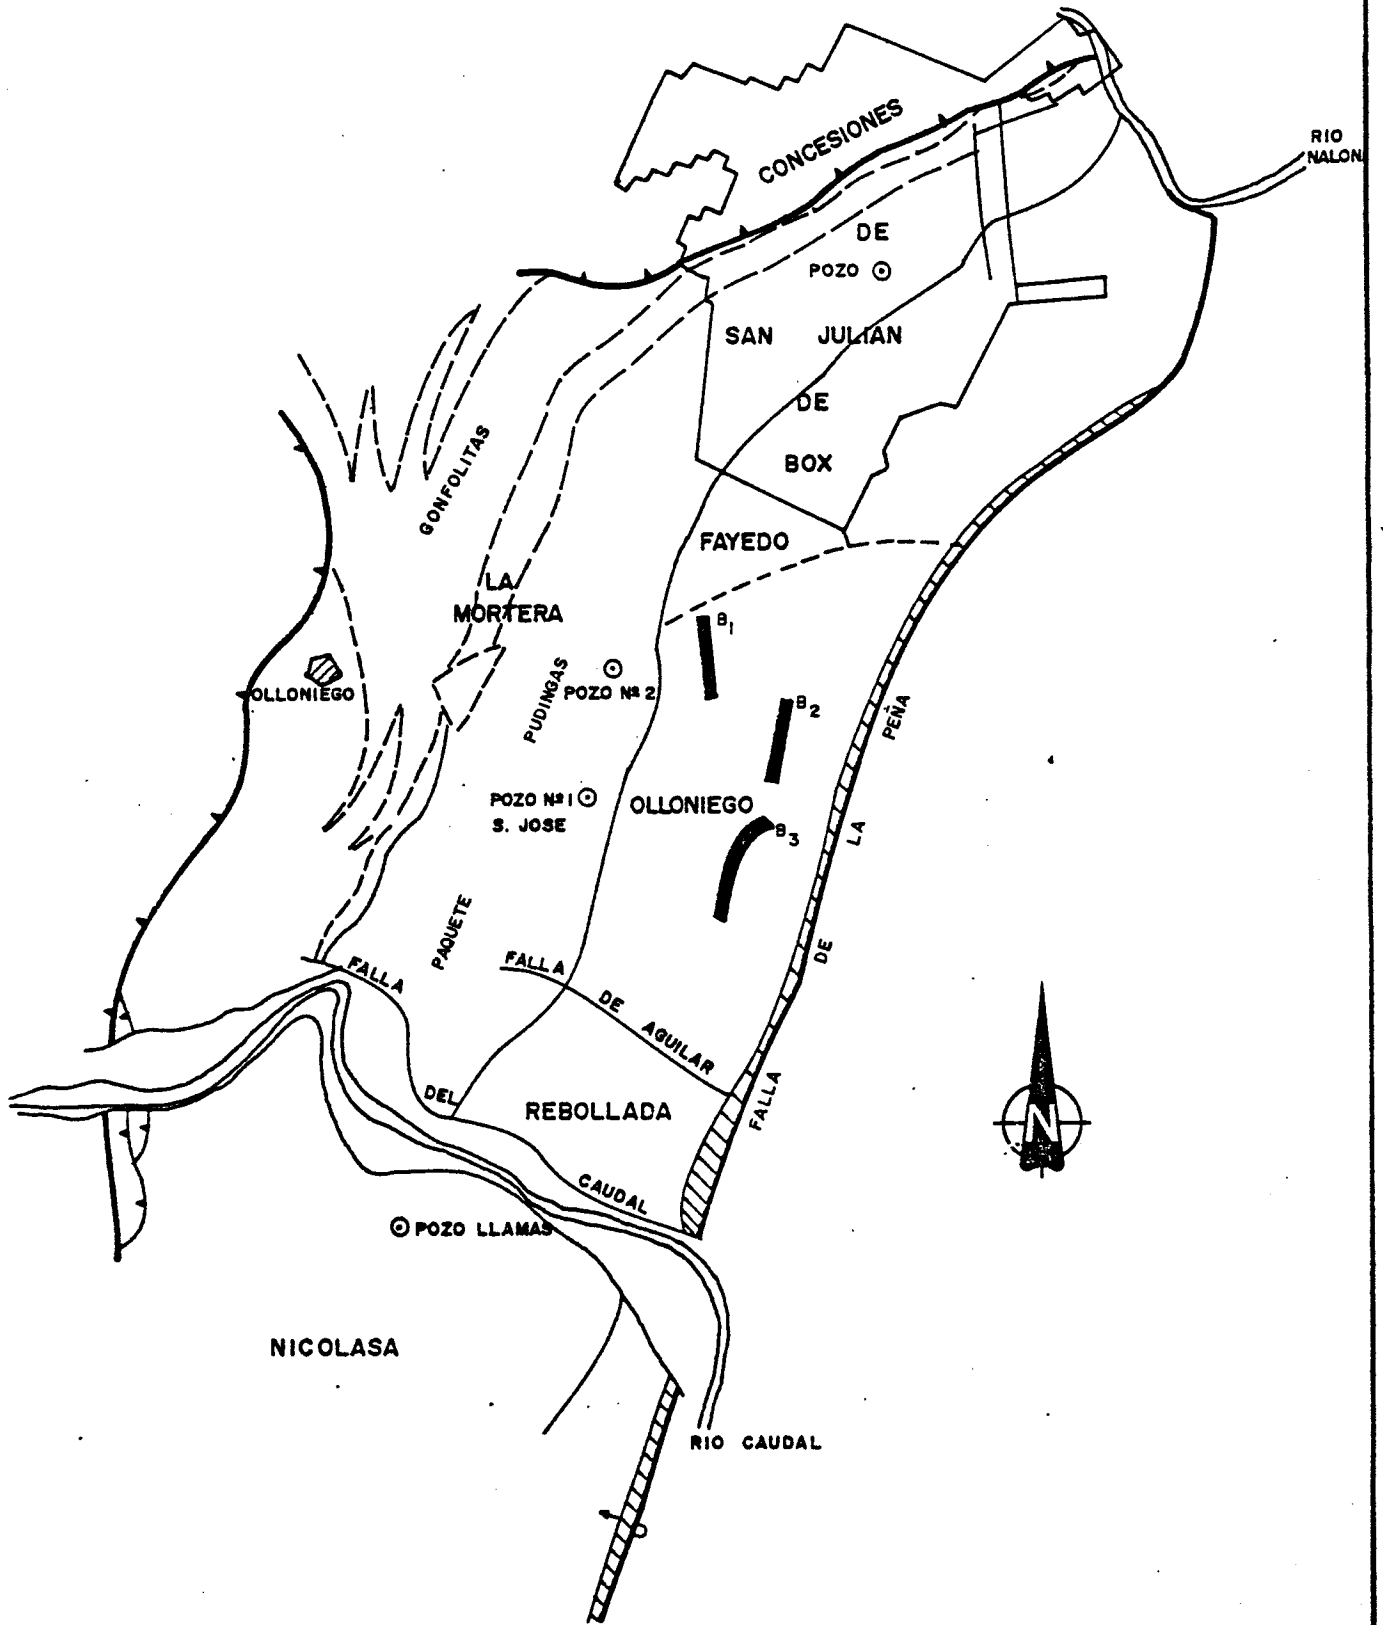 RIO
NALON
CONCESIONES
DE
POZO
SAN JULIAN
DE
BOX
GONFOLITAS
FAYEDO
LA
MORTERA
B1
OLLONIEGO
PUDINGAS
POZO Nº 2
B2
PEÑA
POZO Nº 1
S. JOSE
OLLONIEGO
B3
LA
PAQUETE
DE
FALLA
FALLA
DE
AGUILAR
DEL
REBOLLADA
FALLA
N
CAUDAL
POZO LLAMAS
NICOLASA
RIO CAUDAL